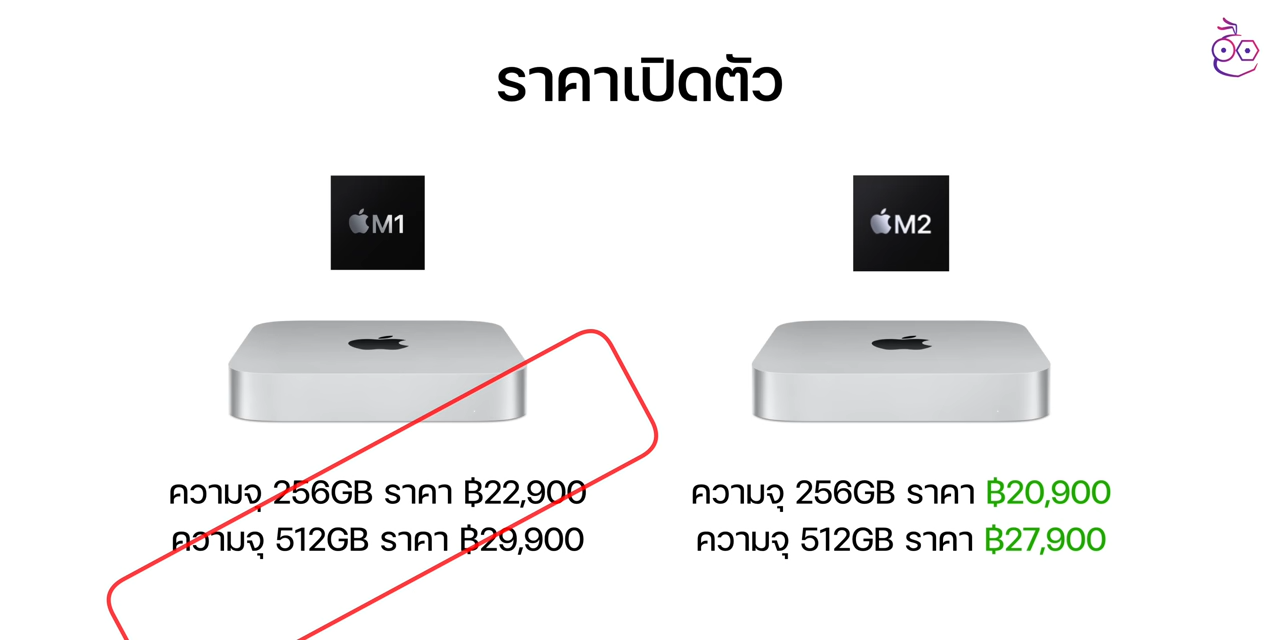 ราคาเปิดตัว
M1
M2
ความจุ 256GB ราคา ฿22,900
ความจุ 512GB ราคา ฿29,900
ความจุ 256GB ราคา ฿20,900
ความจุ 512GB ราคา ฿27,900